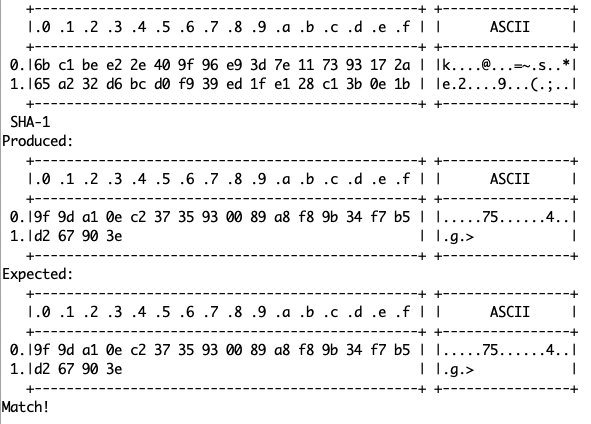 +------------------------------------------------+ +----------------+
|.0 .1 .2 .3 .4 .5 .6 .7 .8 .9 .a .b .c .d .e .f | |      ASCII     |
+------------------------------------------------+ +----------------+
0.|6b c1 be e2 2e 40 9f 96 e9 3d 7e 11 73 93 17 2a | |k....@...=~.s..*|
1.|65 a2 32 d6 bc d0 f9 39 ed 1f e1 28 c1 3b 0e 1b | |e.2....9...(.;..|
+------------------------------------------------+ +----------------+
SHA-1
Produced:
+------------------------------------------------+ +----------------+
|.0 .1 .2 .3 .4 .5 .6 .7 .8 .9 .a .b .c .d .e .f | |      ASCII     |
+------------------------------------------------+ +----------------+
0.|9f 9d a1 0e c2 37 35 93 00 89 a8 f8 9b 34 f7 b5 | |.....75......4..|
1.|d2 67 90 3e                                     | |.g.>            |
+------------------------------------------------+ +----------------+
Expected:
+------------------------------------------------+ +----------------+
|.0 .1 .2 .3 .4 .5 .6 .7 .8 .9 .a .b .c .d .e .f | |      ASCII     |
+------------------------------------------------+ +----------------+
0.|9f 9d a1 0e c2 37 35 93 00 89 a8 f8 9b 34 f7 b5 | |.....75......4..|
1.|d2 67 90 3e                                     | |.g.>            |
+------------------------------------------------+ +----------------+
Match!